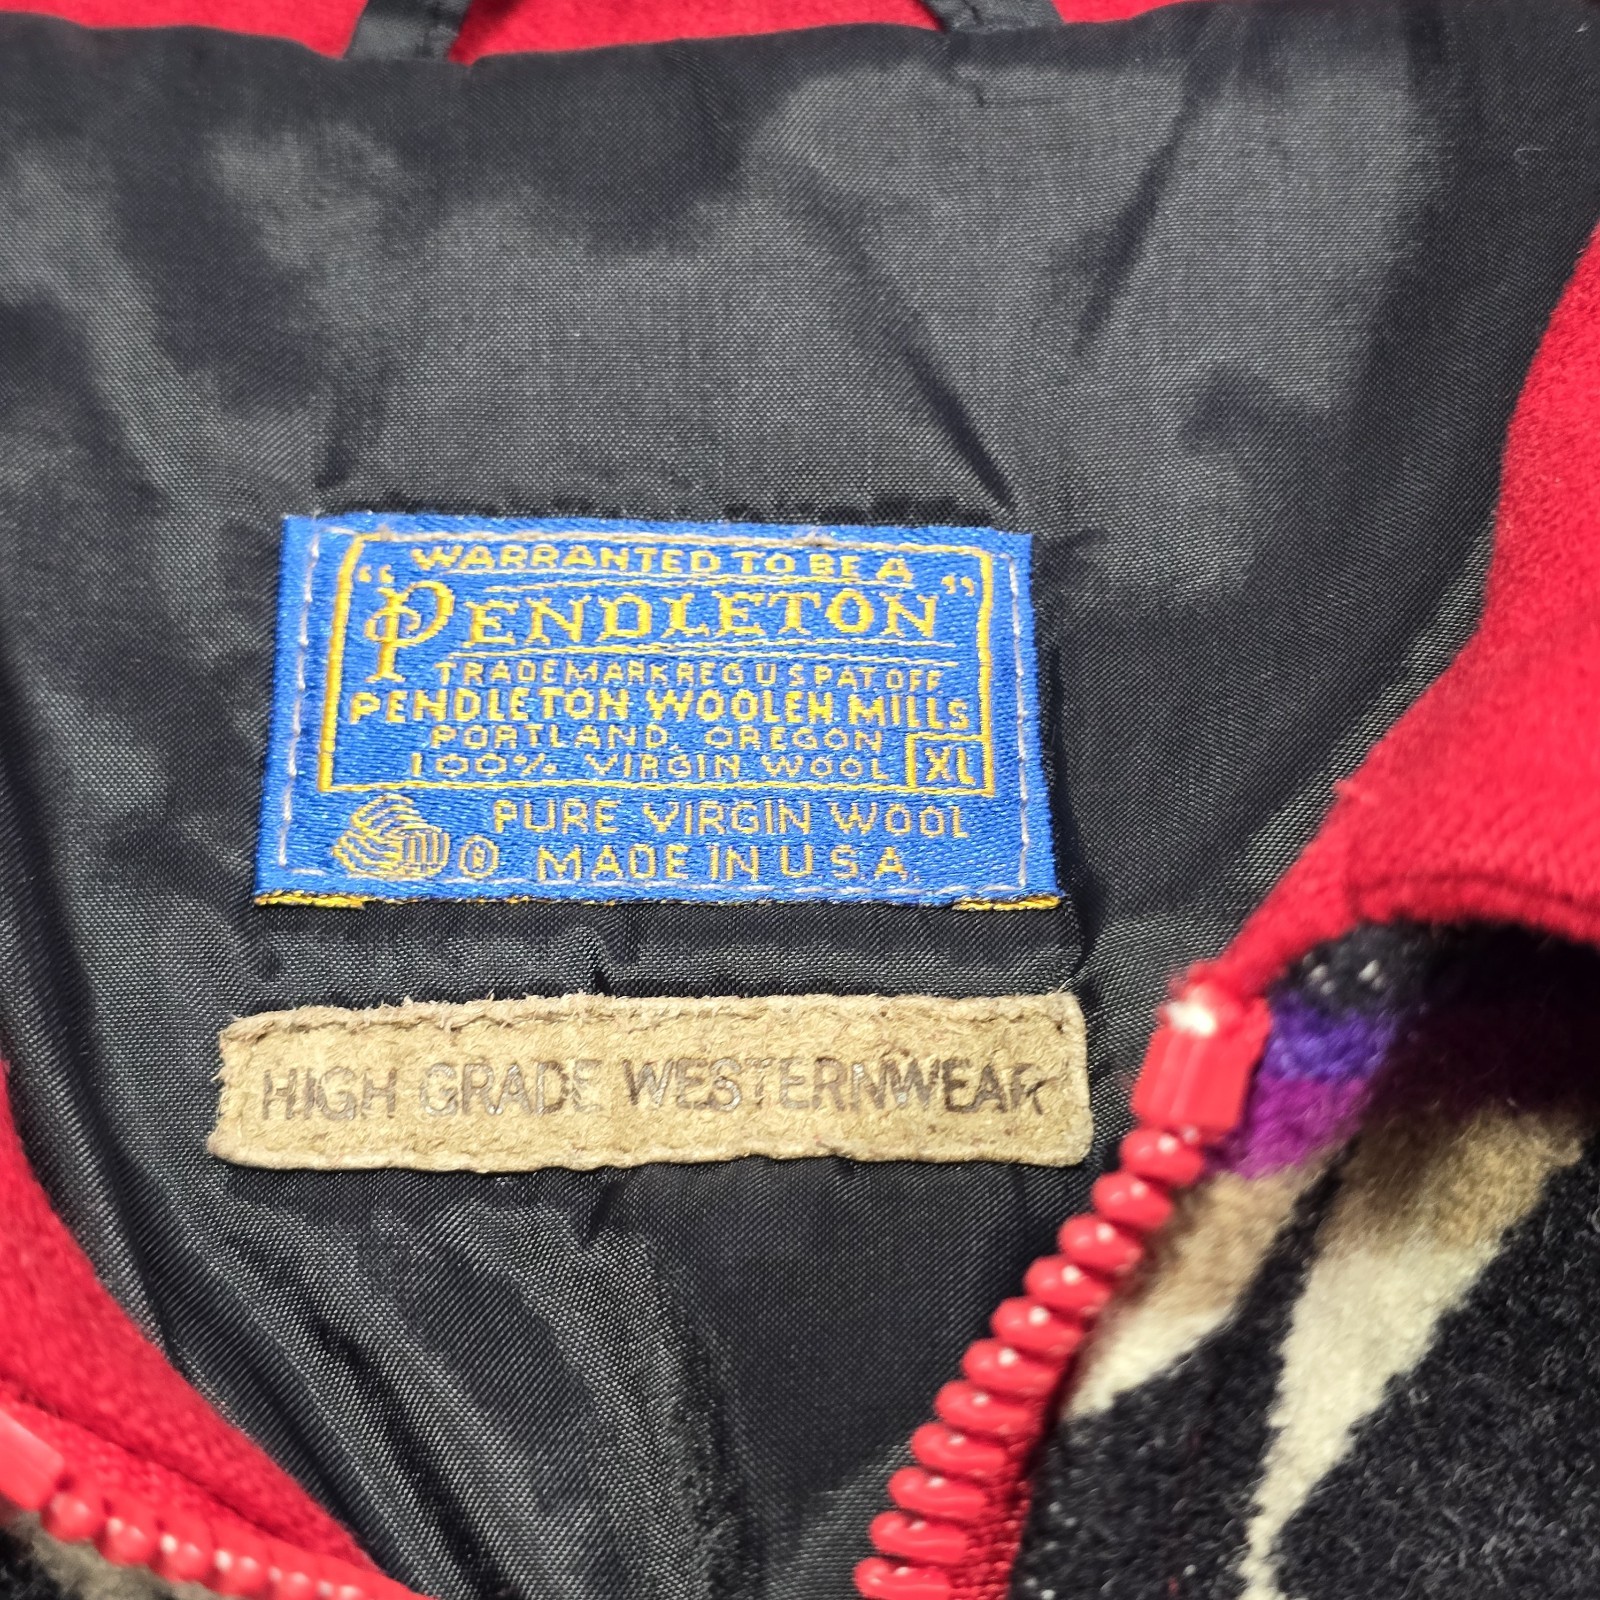 WARRANTED TO BE A
"PENDLETON"
TRADEMARK REG U S PAT OFF
PENDLETON WOOLEN MILLS
PORTLAND, OREGON
100% VIRGIN WOOL XL
PURE VIRGIN WOOL
® MADE IN U.S.A.
HIGH GRADE WESTERNWEAR